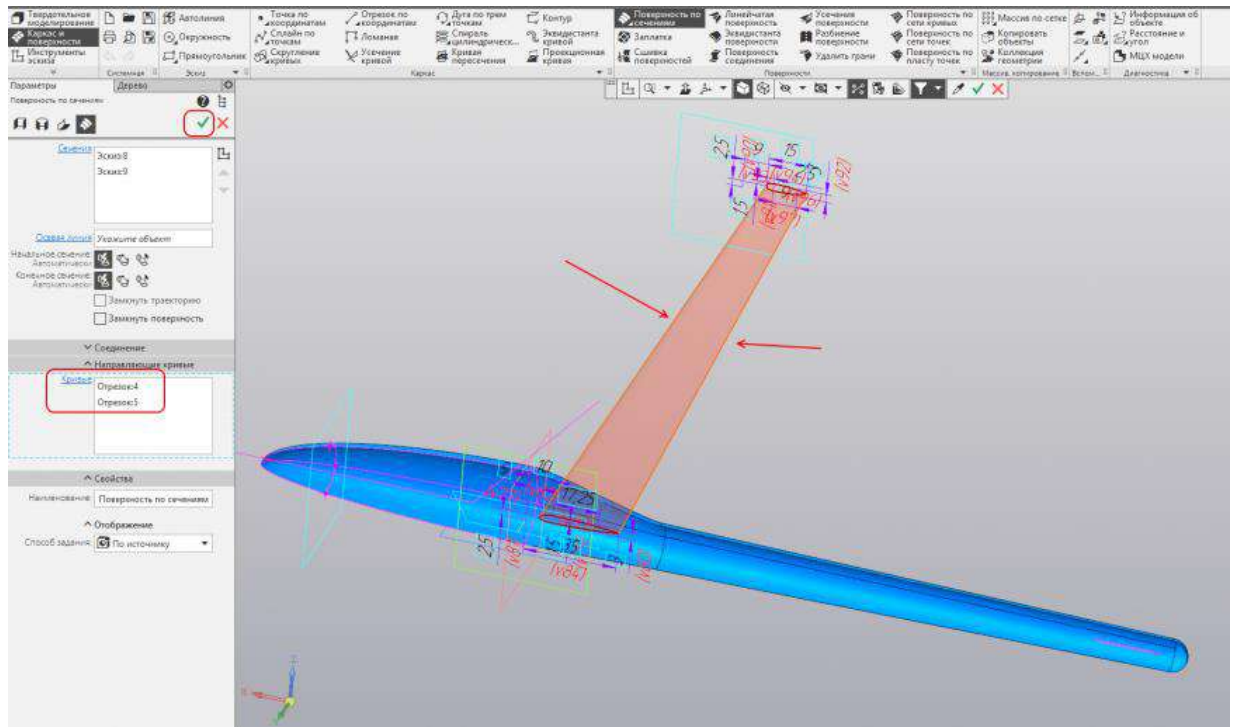 Твердотельное моделирование
Каркас и поверхности
Инструменты эскиза
Автолиния
Окружность
Прямоугольник
Системная
Эскиз
Точка по координатам
Сплайн по точкам
Скругление кривых
Отрезок по координатам
Ломаная
Усечение кривой
Дуга по трем точкам
Спираль цилиндрическ...
Кривая пересечения
Контур
Эквидистанта кривой
Проекционная кривая
Каркас
Поверхность по сечениям
Заплатка
Сшивка поверхностей
Линейчатая поверхность
Эквидистанта поверхности
Поверхность соединения
Усечение поверхности
Разбиение поверхности
Удалить грани
Поверхность по сети кривых
Поверхность по сети точек
Поверхность по пласту точек
Поверхности
Массив по сетке
Копировать объекты
Коллекция геометрии
Массив, копирование
Вспом...
Информация об объекте
Расстояние и угол
МЦХ модели
Диагностика
Параметры
Дерево
Поверхность по сечениям
Сечения
Эскиз:8
Эскиз:9
Осевая линия
Укажите объект
Начальное сечение:
Автоматически
Конечное сечение:
Автоматически
Замкнуть траекторию
Замкнуть поверхность
Соединение
Направляющие кривые
Кривые
Отрезок:4
Отрезок:5
Свойства
Наименование:
Поверхность по сечениям
Отображение
Способ задания:
По источнику
25
15
(v92)
15
10
17,25
25
(v84)